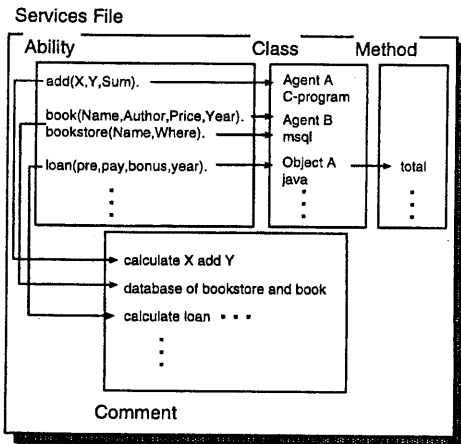 Services File
Ability Class Method
add(X,Y,Sum). Agent A
C-program
book(Name,Author,Price,Year). Agent B
bookstore(Name,Where). msql
loan(pre,pay,bonus,year). Object A total
java
calculate X add Y
database of bookstore and book
calculate loan
Comment